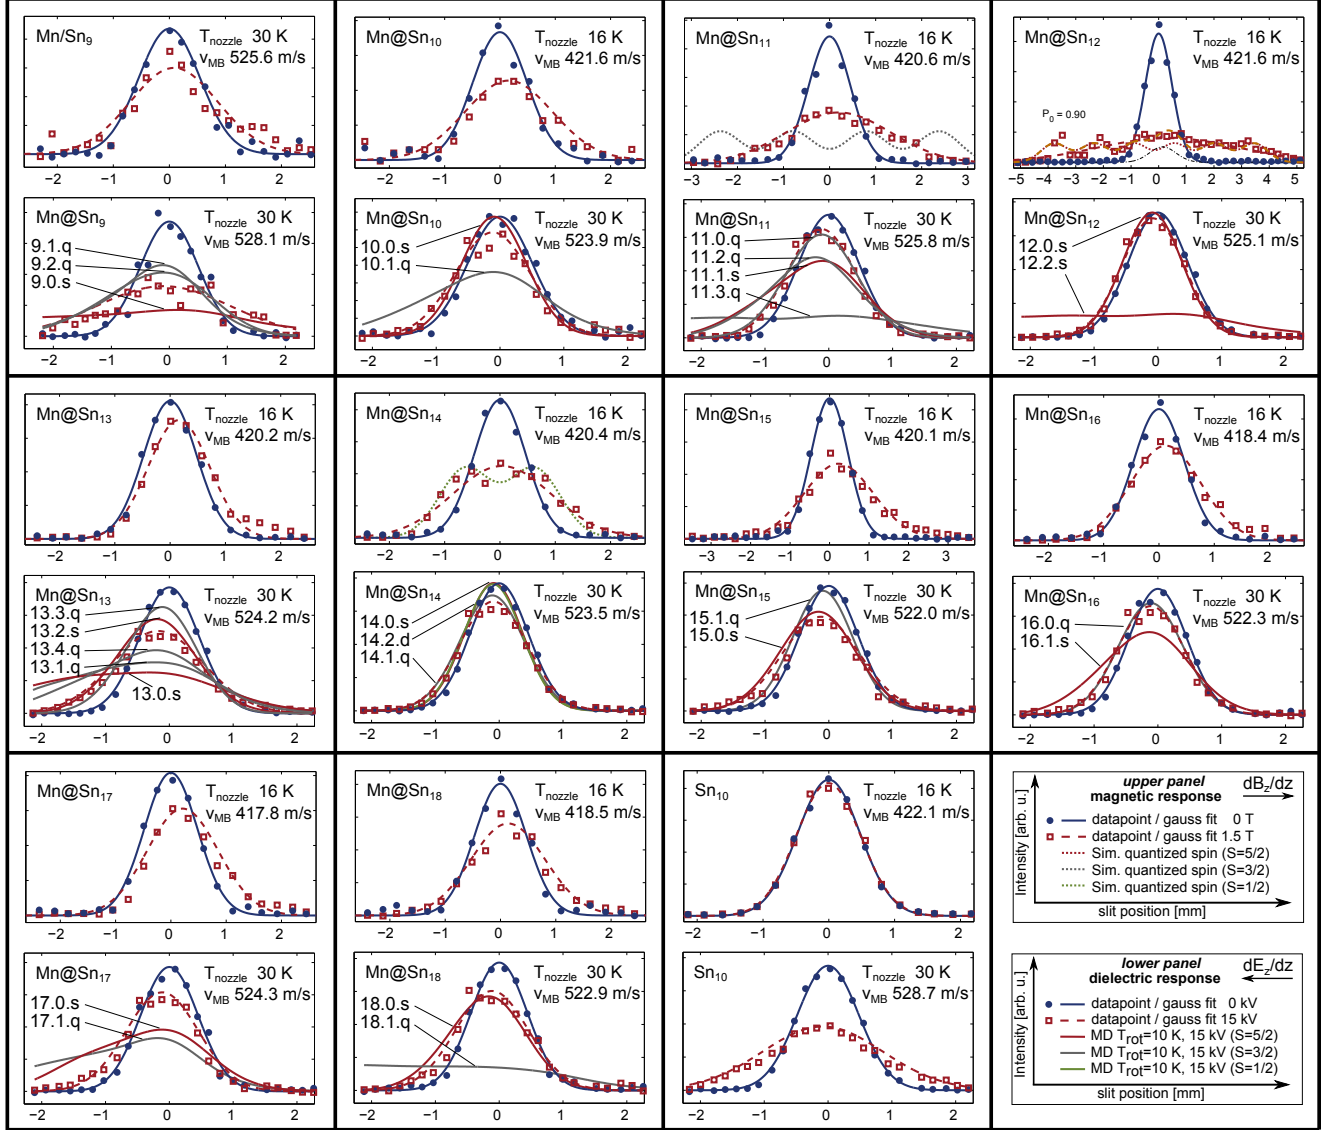 Mn/Sn9
Tnozzle 30 K
vMB 525.6 m/s
−2 −1 0 1 2
Mn@Sn10
Tnozzle 16 K
vMB 421.6 m/s
−2 −1 0 1 2
Mn@Sn11
Tnozzle 16 K
vMB 420.6 m/s
−3 −2 −1 0 1 2 3
Mn@Sn12
Tnozzle 16 K
vMB 421.6 m/s
P0 = 0.90
−5 −4 −3 −2 −1 0 1 2 3 4 5
Mn@Sn9
Tnozzle 30 K
vMB 528.1 m/s
9.1.q
9.2.q
9.0.s
−2 −1 0 1 2
Mn@Sn10
Tnozzle 30 K
vMB 523.9 m/s
10.0.s
10.1.q
−2 −1 0 1 2
Mn@Sn11
Tnozzle 30 K
vMB 525.8 m/s
11.0.q
11.2.q
11.1.s
11.3.q
−2 −1 0 1 2
Mn@Sn12
Tnozzle 30 K
vMB 525.1 m/s
12.0.s
12.2.s
−2 −1 0 1 2
Mn@Sn13
Tnozzle 16 K
vMB 420.2 m/s
−2 −1 0 1 2
Mn@Sn14
Tnozzle 16 K
vMB 420.4 m/s
−2 −1 0 1 2
Mn@Sn15
Tnozzle 16 K
vMB 420.1 m/s
−3 −2 −1 0 1 2 3
Mn@Sn16
Tnozzle 16 K
vMB 418.4 m/s
−2 −1 0 1 2
Mn@Sn13
Tnozzle 30 K
vMB 524.2 m/s
13.3.q
13.2.s
13.4.q
13.1.q
13.0.s
−2 −1 0 1 2
Mn@Sn14
Tnozzle 30 K
vMB 523.5 m/s
14.0.s
14.2.d
14.1.q
−2 −1 0 1 2
Mn@Sn15
Tnozzle 30 K
vMB 522.0 m/s
15.1.q
15.0.s
−2 −1 0 1 2
Mn@Sn16
Tnozzle 30 K
vMB 522.3 m/s
16.0.q
16.1.s
−2 −1 0 1 2
Mn@Sn17
Tnozzle 16 K
vMB 417.8 m/s
−2 −1 0 1 2
Mn@Sn18
Tnozzle 16 K
vMB 418.5 m/s
−2 −1 0 1 2
Sn10
Tnozzle 16 K
vMB 422.1 m/s
−2 −1 0 1 2
upper panel
magnetic response
dBz/dz
datapoint / gauss fit 0 T
datapoint / gauss fit 1.5 T
Sim. quantized spin (S=5/2)
Sim. quantized spin (S=3/2)
Sim. quantized spin (S=1/2)
Intensity [arb. u.]
slit position [mm]
Mn@Sn17
Tnozzle 30 K
vMB 524.3 m/s
17.0.s
17.1.q
−2 −1 0 1 2
Mn@Sn18
Tnozzle 30 K
vMB 522.9 m/s
18.0.s
18.1.q
−2 −1 0 1 2
Sn10
Tnozzle 30 K
vMB 528.7 m/s
−2 −1 0 1 2
lower panel
dielectric response
dEz/dz
datapoint / gauss fit 0 kV
datapoint / gauss fit 15 kV
MD Trot=10 K, 15 kV (S=5/2)
MD Trot=10 K, 15 kV (S=3/2)
MD Trot=10 K, 15 kV (S=1/2)
Intensity [arb. u.]
slit position [mm]